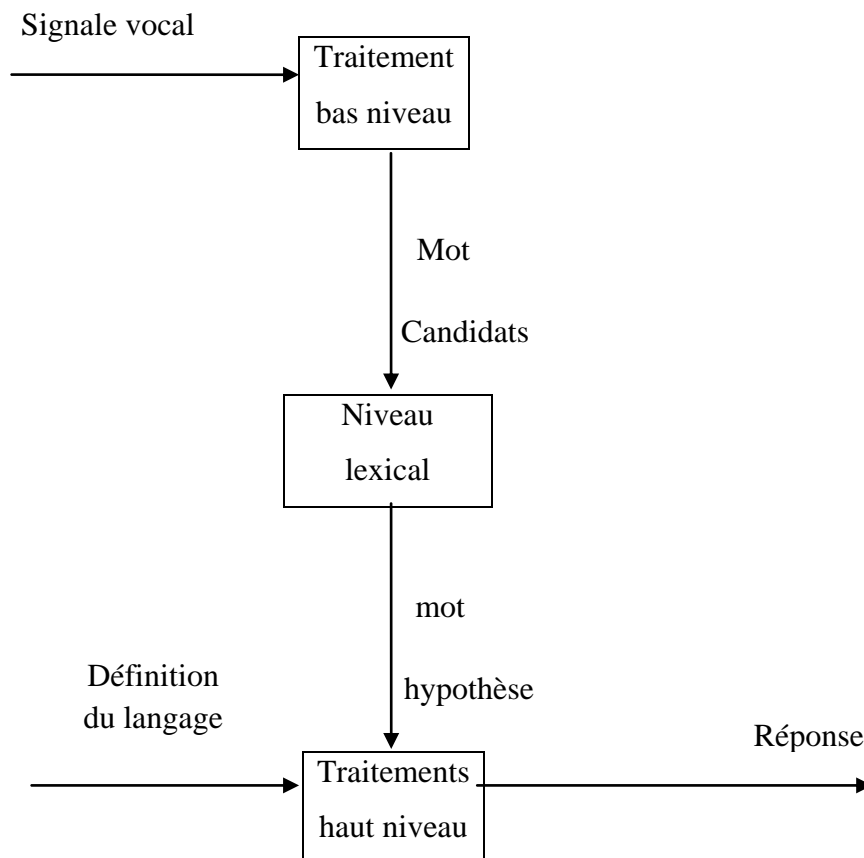 Signale vocal
Traitement
bas niveau
Mot
Candidats
Niveau
lexical
mot
hypothèse
Définition
du langage
Réponse
Traitements
haut niveau